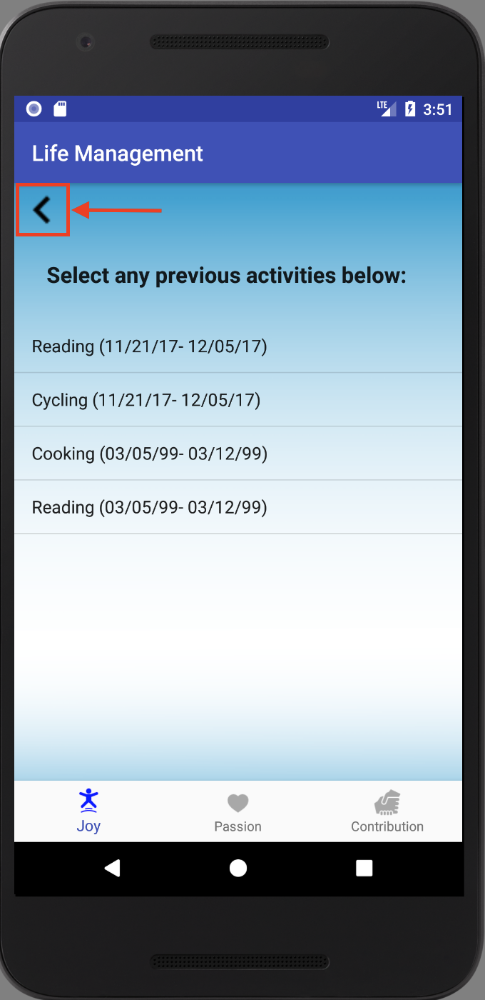 LTE 3:51
Life Management
Select any previous activities below:
Reading (11/21/17- 12/05/17)
Cycling (11/21/17- 12/05/17)
Cooking (03/05/99- 03/12/99)
Reading (03/05/99- 03/12/99)
Joy Passion Contribution